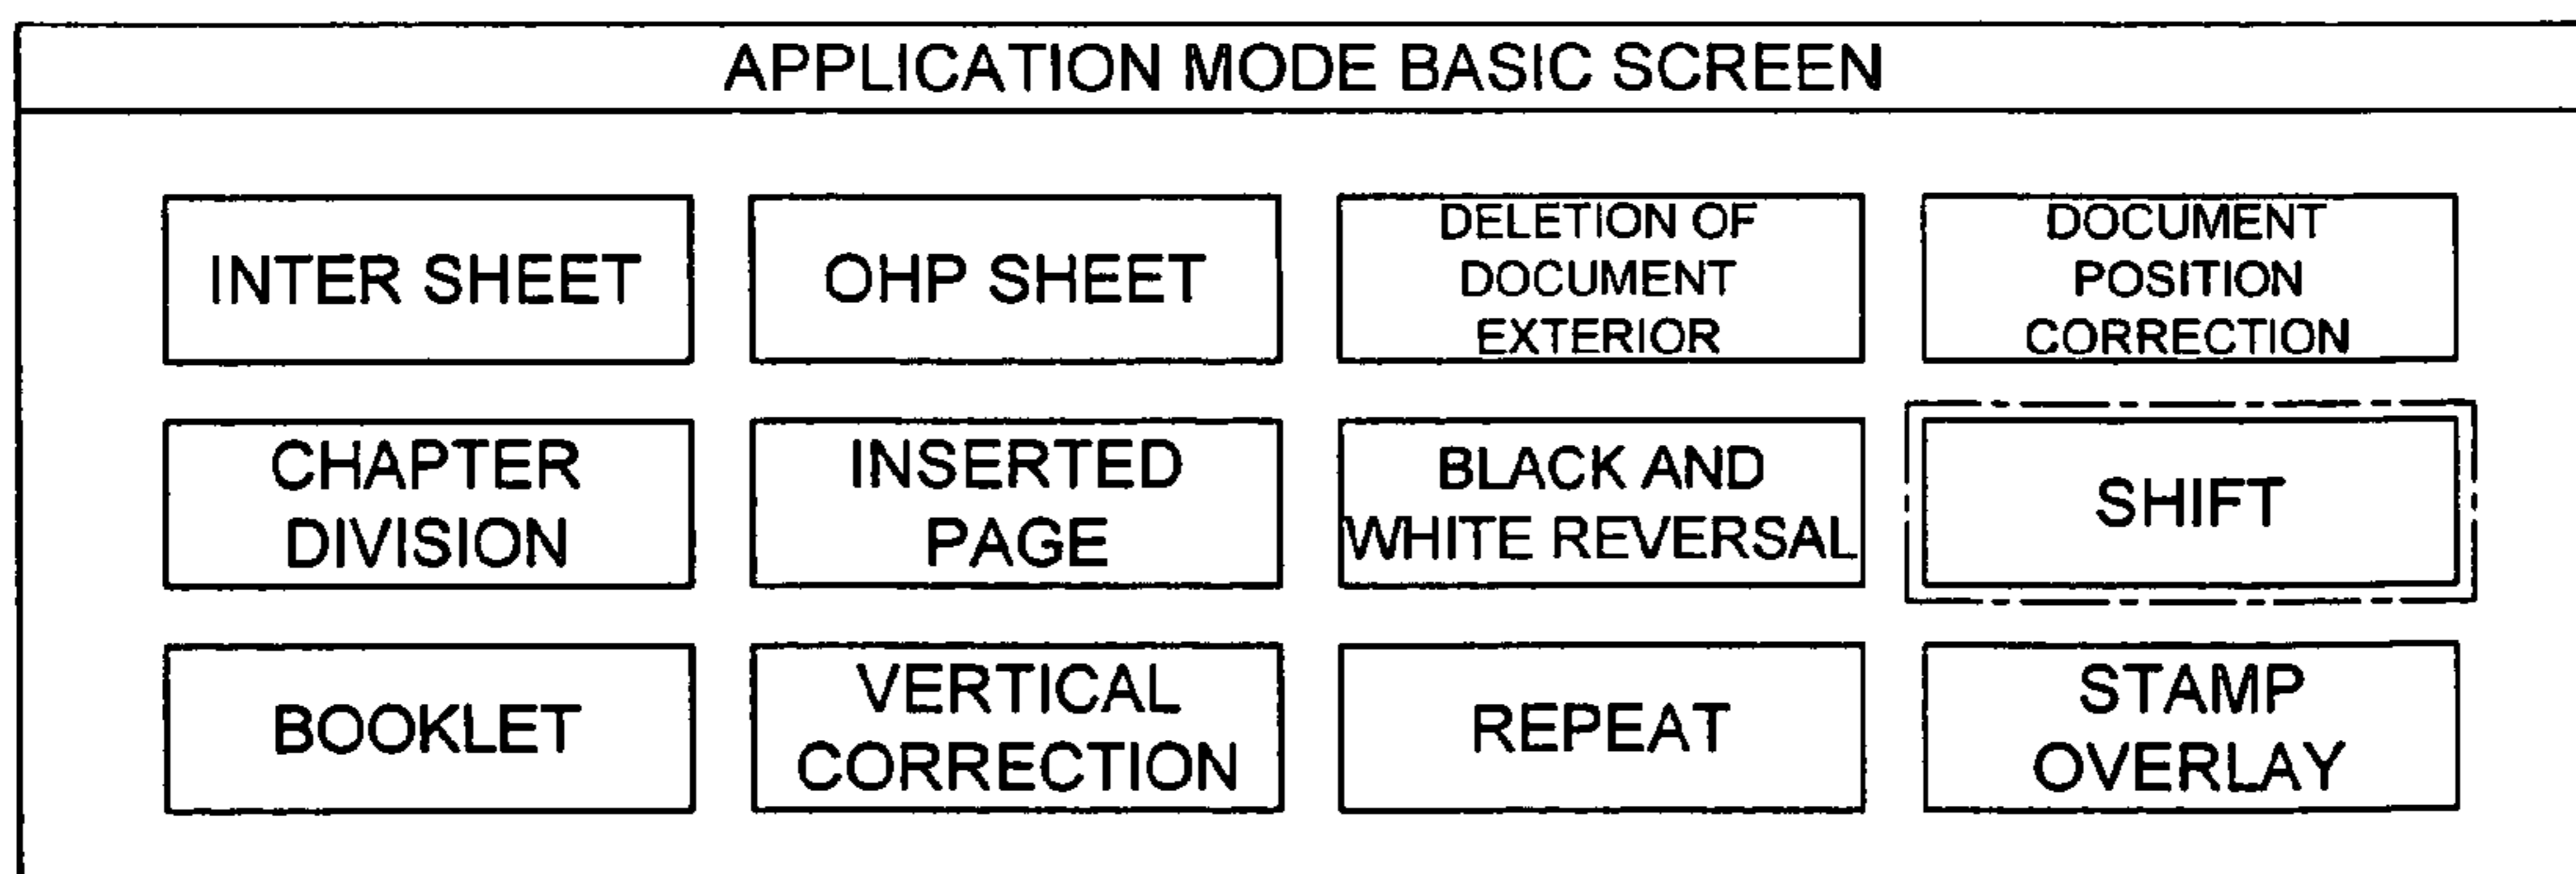 APPLICATION MODE BASIC SCREEN
INTER SHEET
OHP SHEET
DELETION OF
DOCUMENT
EXTERIOR
DOCUMENT
POSITION
CORRECTION
CHAPTER
DIVISION
INSERTED
PAGE
BLACK AND
WHITE REVERSAL
SHIFT
BOOKLET
VERTICAL
CORRECTION
REPEAT
STAMP
OVERLAY